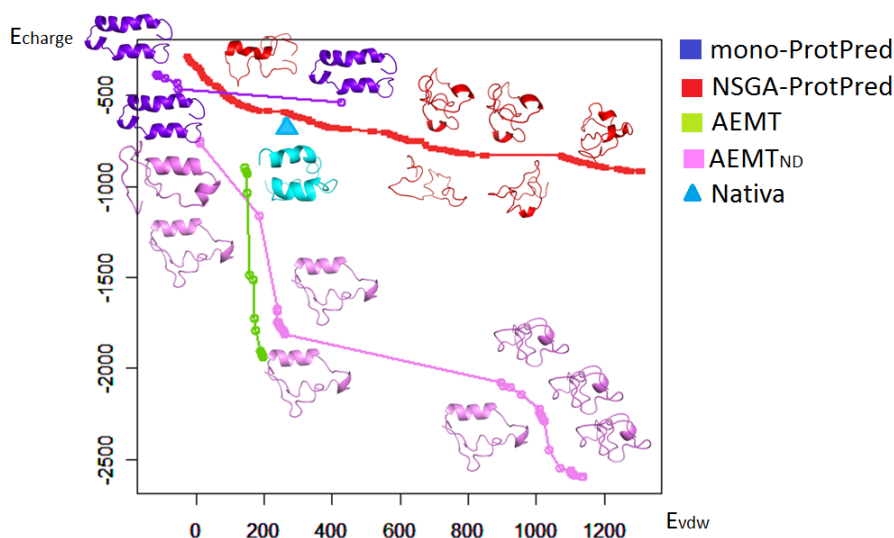 Echarge
mono-ProtPred
NSGA-ProtPred
AEMT
AEMTND
Nativa
-500
-1000
-1500
-2000
-2500
0 200 400 600 800 1000 1200
Evdw